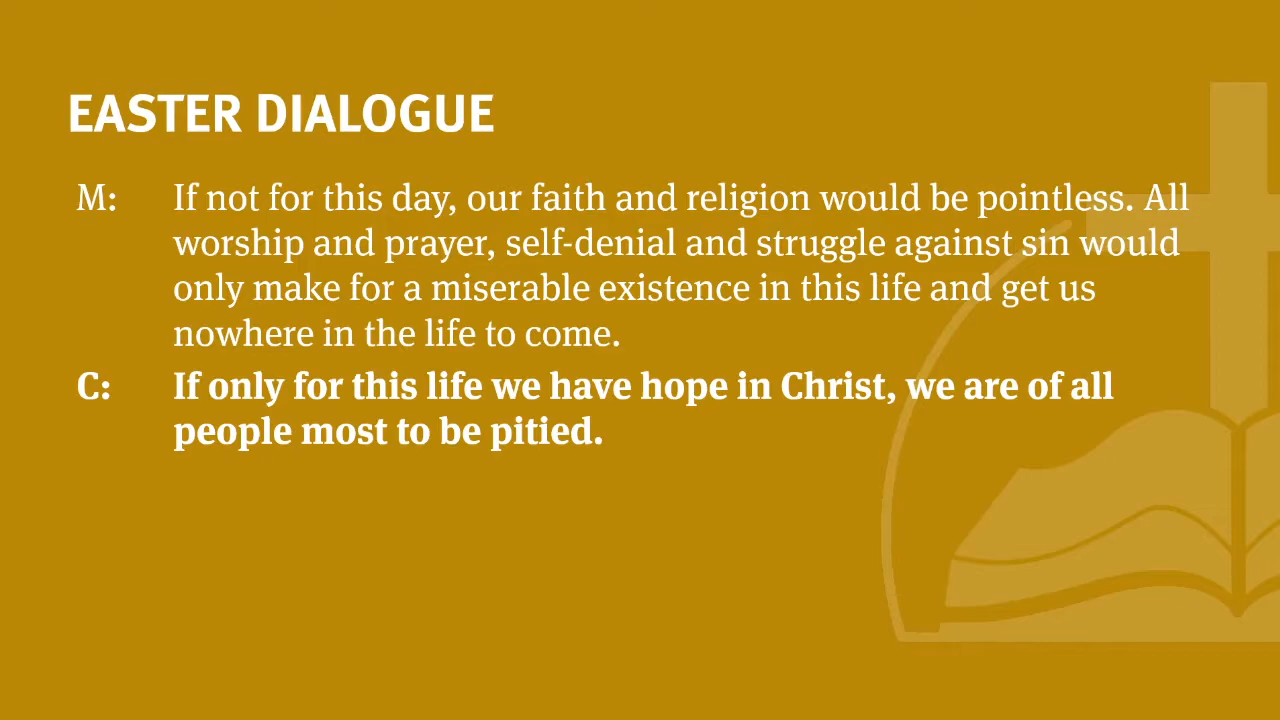 EASTER DIALOGUE
M: If not for this day, our faith and religion would be pointless. All
worship and prayer, self-denial and struggle against sin would
only make for a miserable existence in this life and get us
nowhere in the life to come.
C: If only for this life we have hope in Christ, we are of all
people most to be pitied.